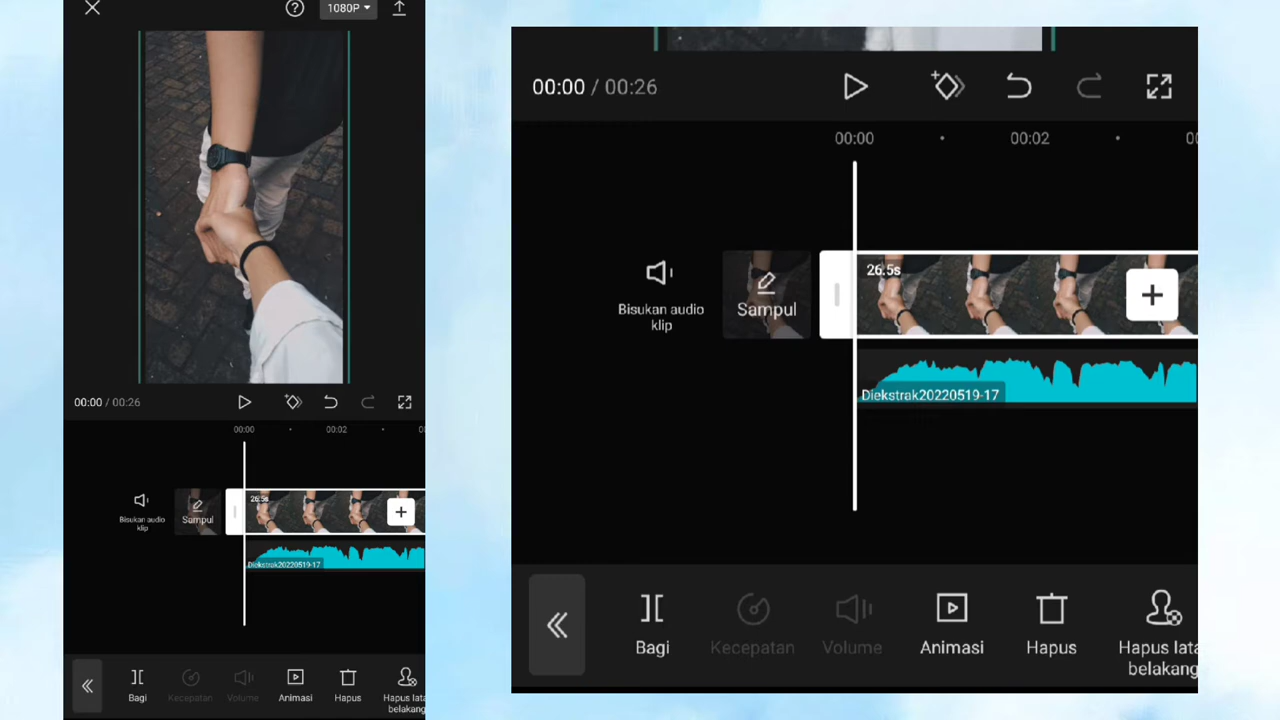 1080P
00:00 / 00:26
00:00
00:02
Bisukan audio
klip
Sampul
26.5s
Diekstrak20220519-17
Bagi
Kecepatan
Volume
Animasi
Hapus
Hapus lata
belakang
00:00 / 00:26
00:00
00:02
Bisukan audio
klip
Sampul
26.5s
Diekstrak20220519-17
Bagi
Kecepatan
Volume
Animasi
Hapus
Hapus lata
belakang